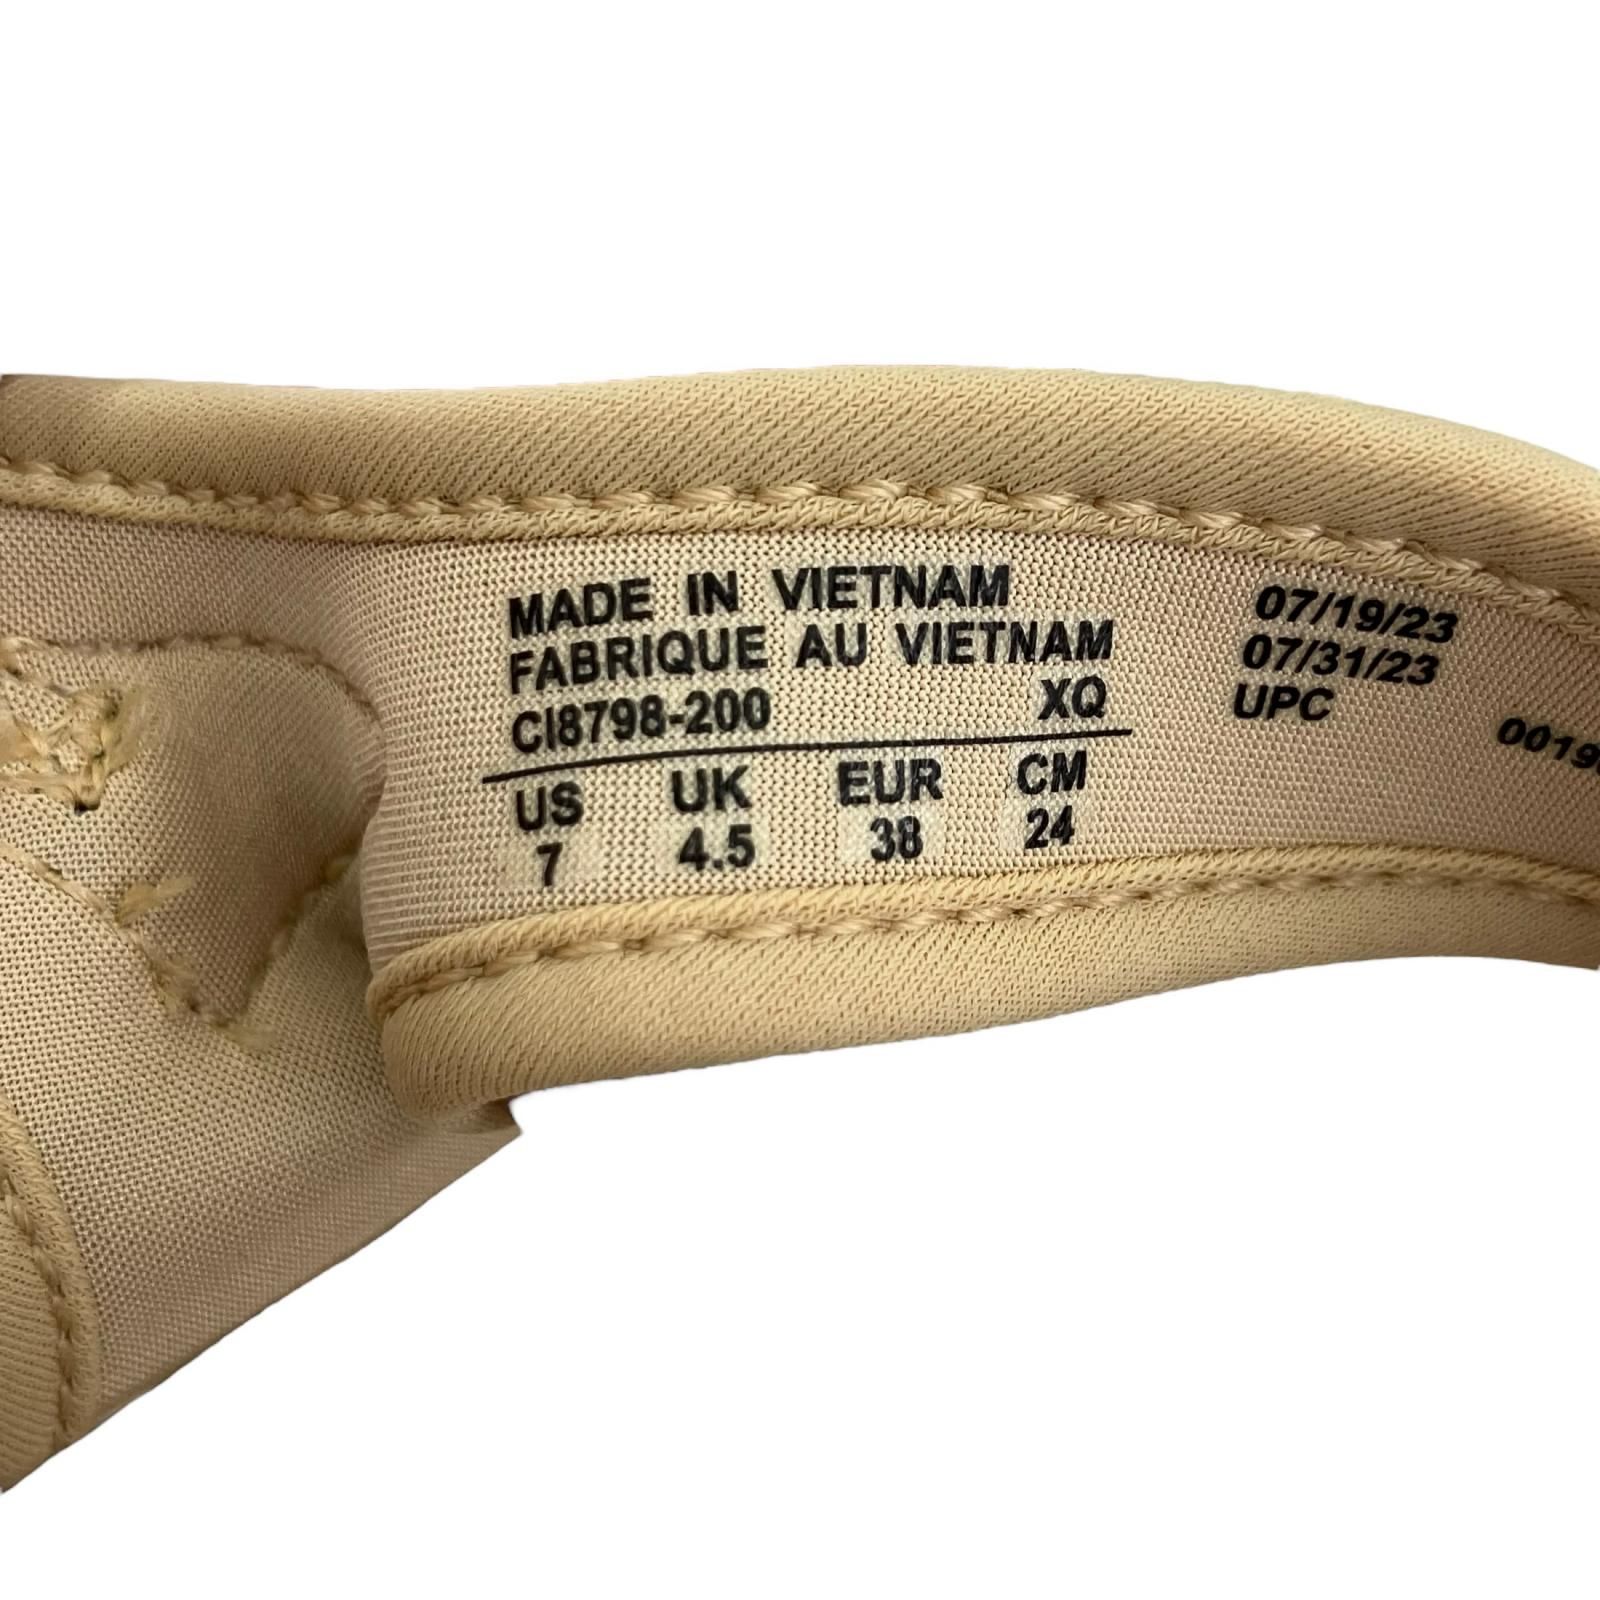 MADE IN VIETNAM
FABRIQUE AU VIETNAM
CI8798-200 XQ
US UK EUR CM
7 4.5 38 24
07/19/23
07/31/23
UPC